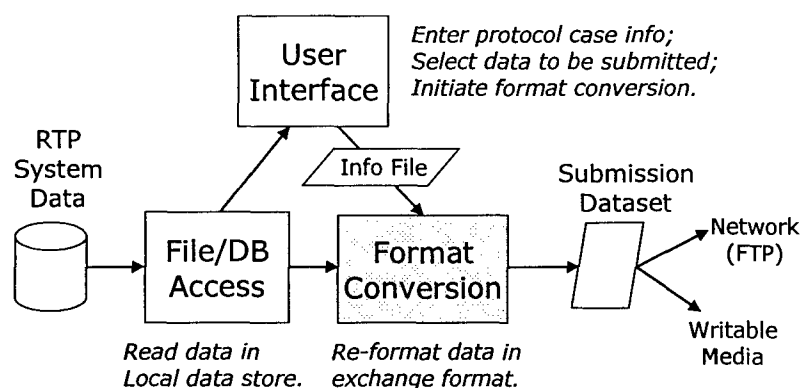 User
Interface
Enter protocol case info;
Select data to be submitted;
Initiate format conversion.
RTP
System
Data
Info File
Submission
Dataset
File/DB
Access
Format
Conversion
Network
(FTP)
Writable
Media
Read data in
Local data store.
Re-format data in
exchange format.